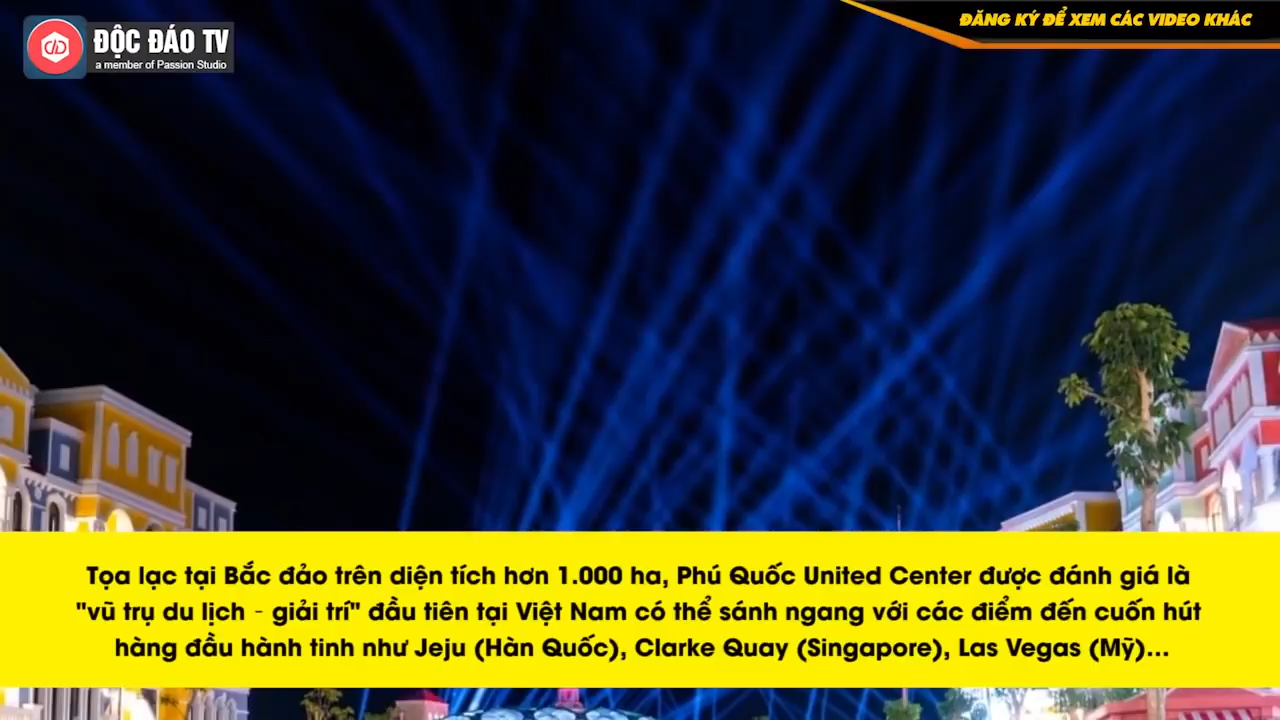 ĐỘC ĐÁO TV
a member of Passion Studio
ĐĂNG KÝ ĐỂ XEM CÁC VIDEO KHÁC
Tọa lạc tại Bắc đảo trên diện tích hơn 1.000 ha, Phú Quốc United Center được đánh giá là
"vũ trụ du lịch - giải trí" đầu tiên tại Việt Nam có thể sánh ngang với các điểm đến cuốn hút
hàng đầu hành tinh như Jeju (Hàn Quốc), Clarke Quay (Singapore), Las Vegas (Mỹ)...